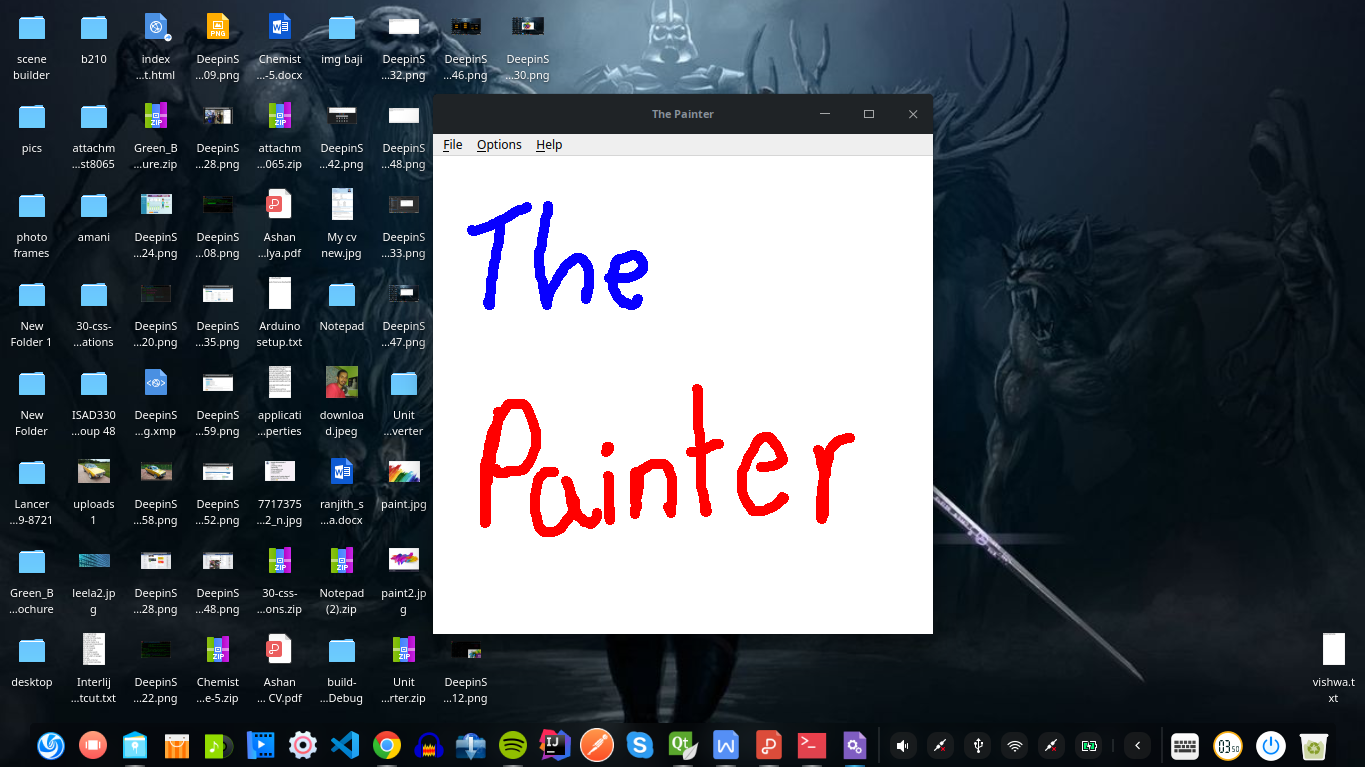 scene
builder
b210
index
...t.html
DeepinS
...09.png
Chemist
...-5.docx
img baji
DeepinS
...32.png
DeepinS
...46.png
DeepinS
...30.png
pics
attachm
...st8065
Green_B
...ure.zip
DeepinS
...28.png
attachm
...065.zip
DeepinS
...42.png
DeepinS
...48.png
photo
frames
amani
DeepinS
...24.png
DeepinS
...08.png
Ashan
...lya.pdf
My cv
new.jpg
DeepinS
...33.png
New
Folder 1
30-css-
...ations
DeepinS
...20.png
DeepinS
...35.png
Arduino
setup.txt
Notepad
DeepinS
...47.png
New
Folder
ISAD330
...oup 48
DeepinS
...g.xmp
DeepinS
...59.png
applicati
...perties
downloa
d.jpeg
Unit
...verter
Lancer
...9-8721
uploads
1
DeepinS
...58.png
DeepinS
...52.png
7717375
...2_n.jpg
ranjith_s
...a.docx
paint.jpg
Green_B
...ochure
leela2.jp
g
DeepinS
...28.png
DeepinS
...48.png
30-css-
...ons.zip
Notepad
(2).zip
paint2.jp
g
desktop
Interlij
...tcut.txt
DeepinS
...22.png
Chemist
...e-5.zip
Ashan
... CV.pdf
build-
...Debug
Unit
...rter.zip
DeepinS
...12.png
The Painter
File Options Help
The
Painter
vishwa.t
xt
03 50